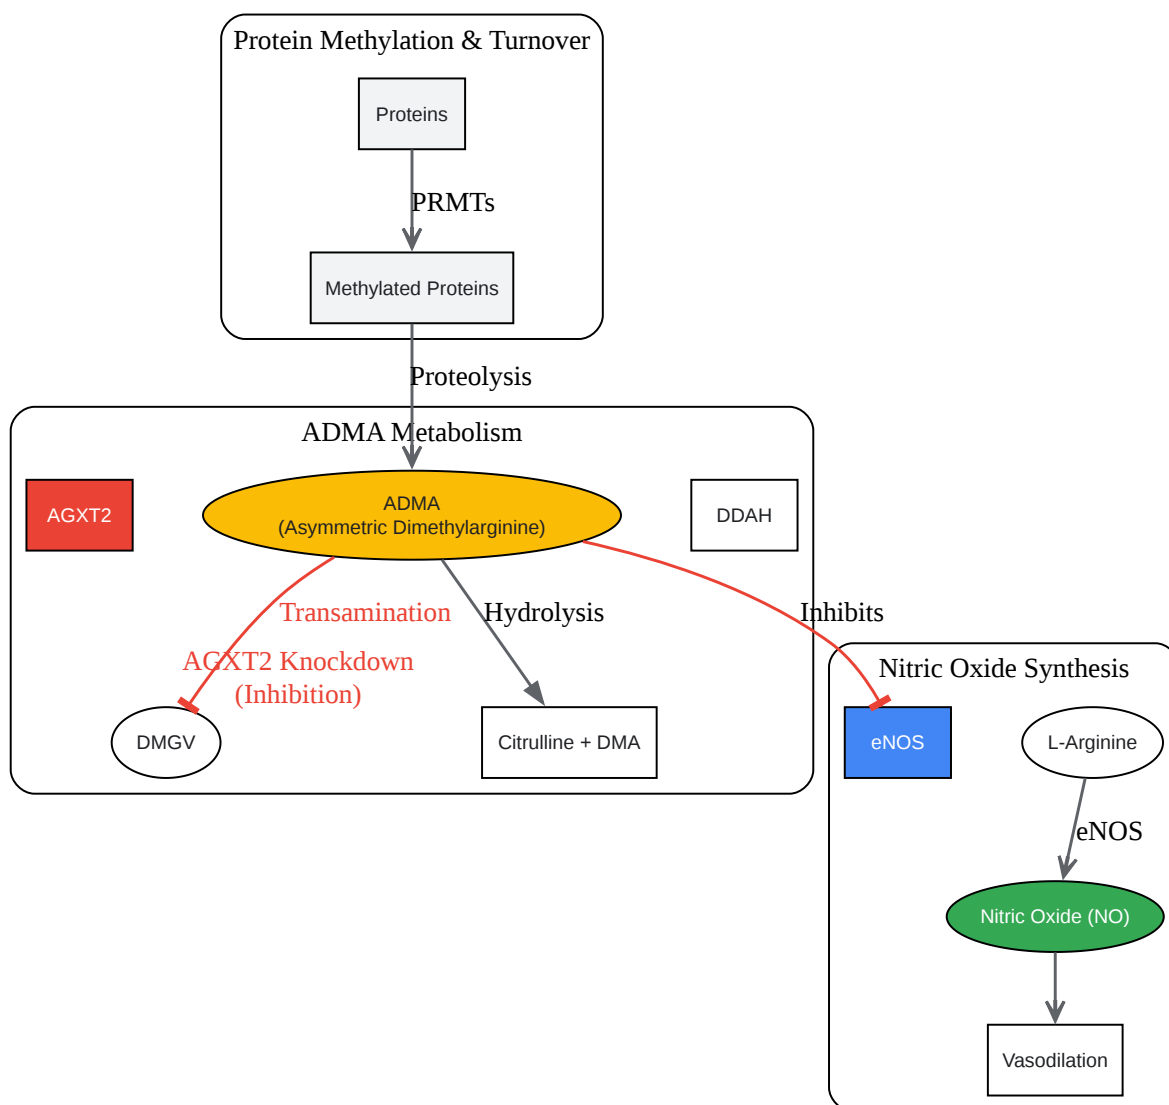 Protein Methylation & Turnover
Proteins
PRMTs
Methylated Proteins
Proteolysis
ADMA Metabolism
AGXT2
ADMA
(Asymmetric Dimethylarginine)
DDAH
Transamination
Hydrolysis
Inhibits
AGXT2 Knockdown
(Inhibition)
DMGV
Citrulline + DMA
Nitric Oxide Synthesis
eNOS
L-Arginine
eNOS
Nitric Oxide (NO)
Vasodilation